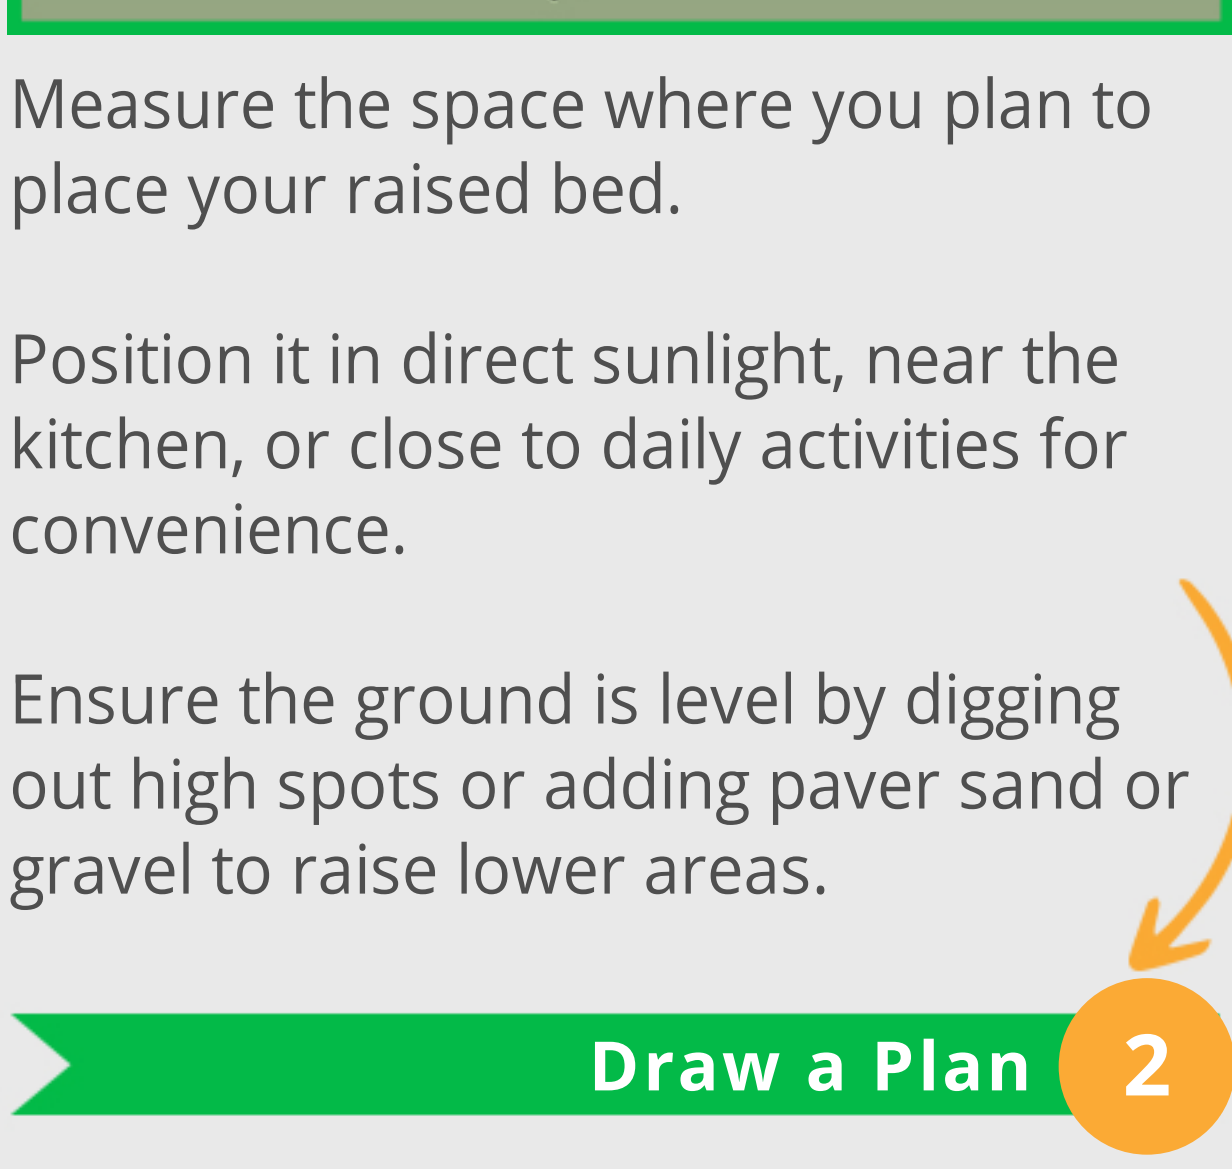 Measure the space where you plan to
place your raised bed.
Position it in direct sunlight, near the
kitchen, or close to daily activities for
convenience.
Ensure the ground is level by digging
out high spots or adding paver sand or
gravel to raise lower areas.
Draw a Plan 2